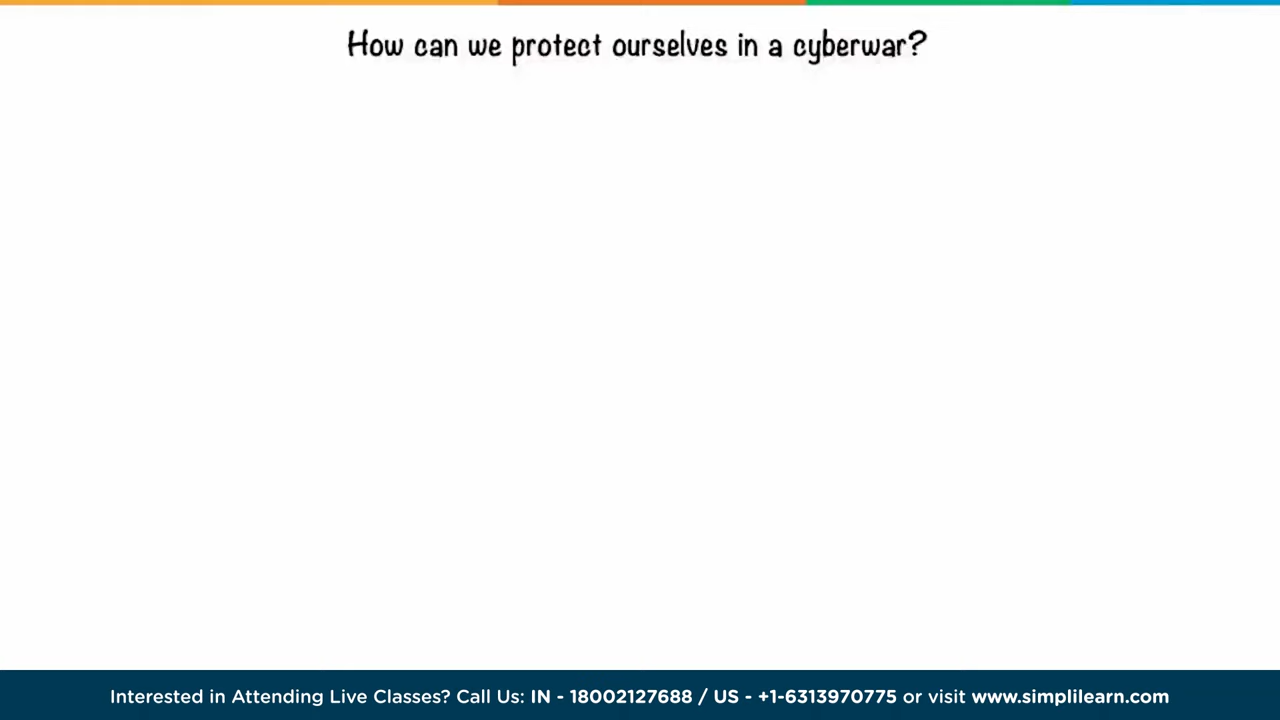 How can we protect ourselves in a cyberwar?
Interested in Attending Live Classes? Call Us: IN - 18002127688 / US - +1-6313970775 or visit www.simplilearn.com